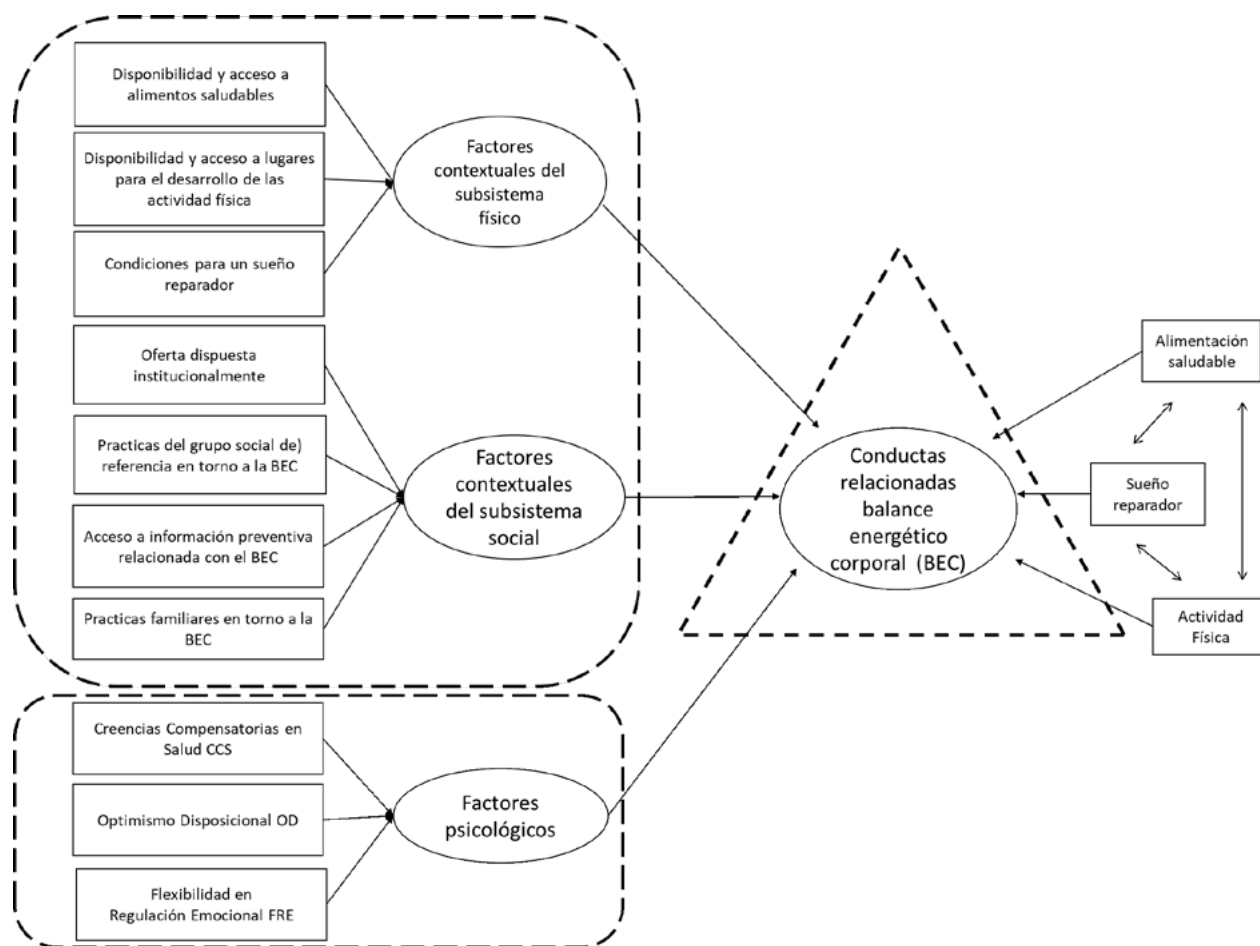 Disponibilidad y acceso a
alimentos saludables
Disponibilidad y acceso a lugares
para el desarrollo de las
actividad física
Condiciones para un sueño
reparador
Oferta dispuesta
institucionalmente
Practicas del grupo social de)
referencia en torno a la BEC
Acceso a información preventiva
relacionada con el BEC
Practicas familiares en torno a la
BEC
Creencias Compensatorias en
Salud CCS
Optimismo Disposicional OD
Flexibilidad en
Regulación Emocional FRE
Factores
contextuales del
subsistema
físico
Factores
contextuales
del subsistema
social
Factores
psicológicos
Conductas
relacionadas
balance
energético
corporal (BEC)
Alimentación
saludable
Sueño
reparador
Actividad
Física